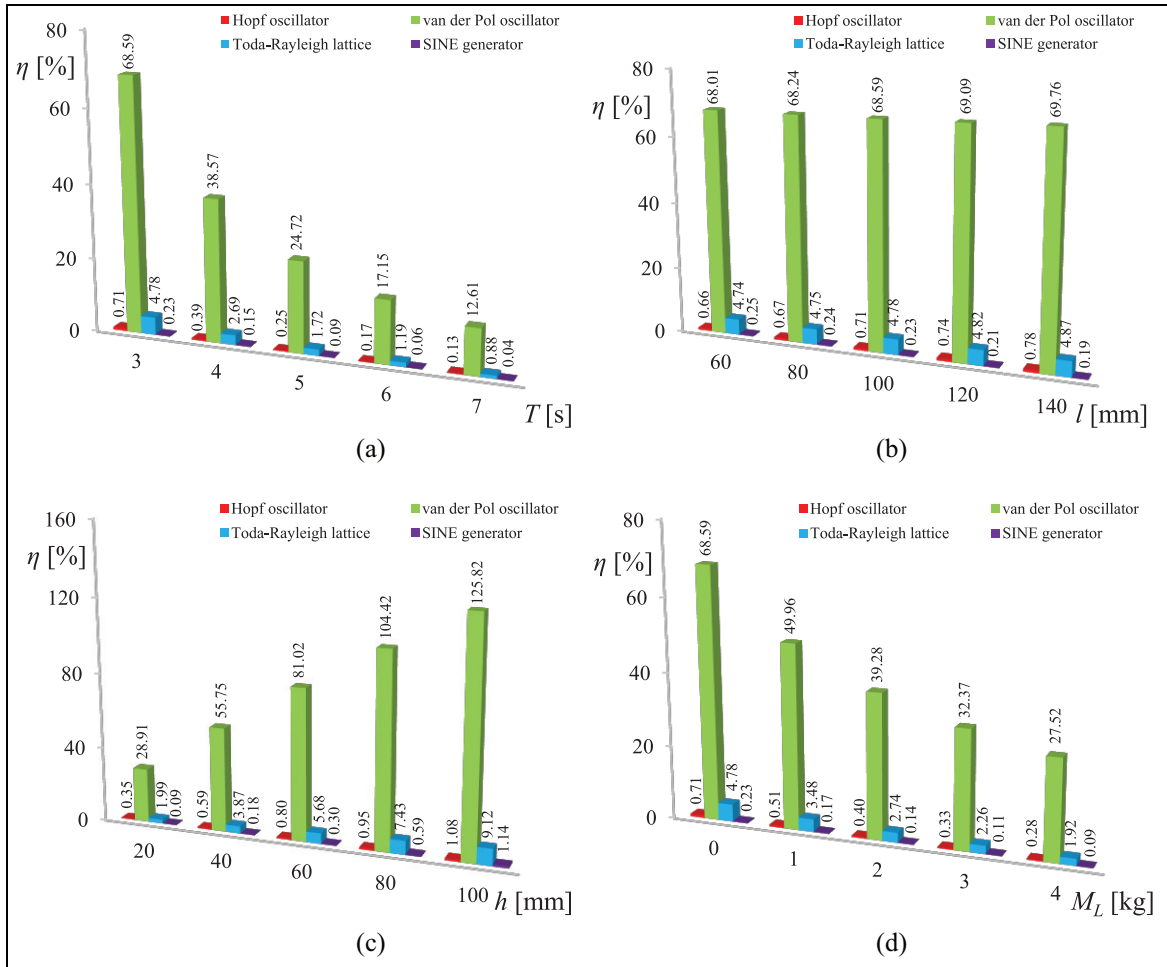 Hopf oscillator van der Pol oscillator
Toda-Rayleigh lattice SINE generator
η [%]
80
60
40
20
0
0.71 68.59 4.78 0.23
0.39 38.57 2.69 0.15
0.25 24.72 1.72 0.09
0.17 17.15 1.19 0.06
0.13 12.61 0.88 0.04
3 4 5 6 7 T [s]
(a)
Hopf oscillator van der Pol oscillator
Toda-Rayleigh lattice SINE generator
η [%]
80
60
40
20
0
0.66 68.01 4.74 0.25
0.67 68.24 4.75 0.24
0.71 68.59 4.78 0.23
0.74 69.09 4.82 0.21
0.78 69.76 4.87 0.19
60 80 100 120 140 l [mm]
(b)
Hopf oscillator van der Pol oscillator
Toda-Rayleigh lattice SINE generator
η [%]
160
120
80
40
0
0.35 28.91 1.99 0.09
0.59 55.75 3.87 0.18
0.80 81.02 5.68 0.30
0.95 104.42 7.43 0.59
1.08 125.82 9.12 1.14
20 40 60 80 100 h [mm]
(c)
Hopf oscillator van der Pol oscillator
Toda-Rayleigh lattice SINE generator
η [%]
80
60
40
20
0
0.71 68.59 4.78 0.23
0.51 49.96 3.48 0.17
0.40 39.28 2.74 0.14
0.33 32.37 2.26 0.11
0.28 27.52 1.92 0.09
0 1 2 3 4 M_L [kg]
(d)